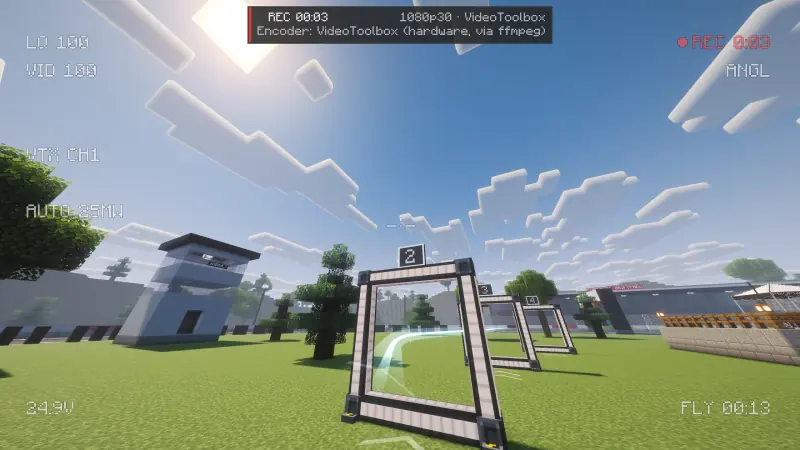 REC 00:03 1080p30 · VideoToolbox
Encoder: VideoToolbox (hardware, via ffmpeg)
LQ 100
REC 0:03
VID 100
ANGL
VTX CH1
AUTO 25MW
2
3
4
24.9V
FLY 00:13